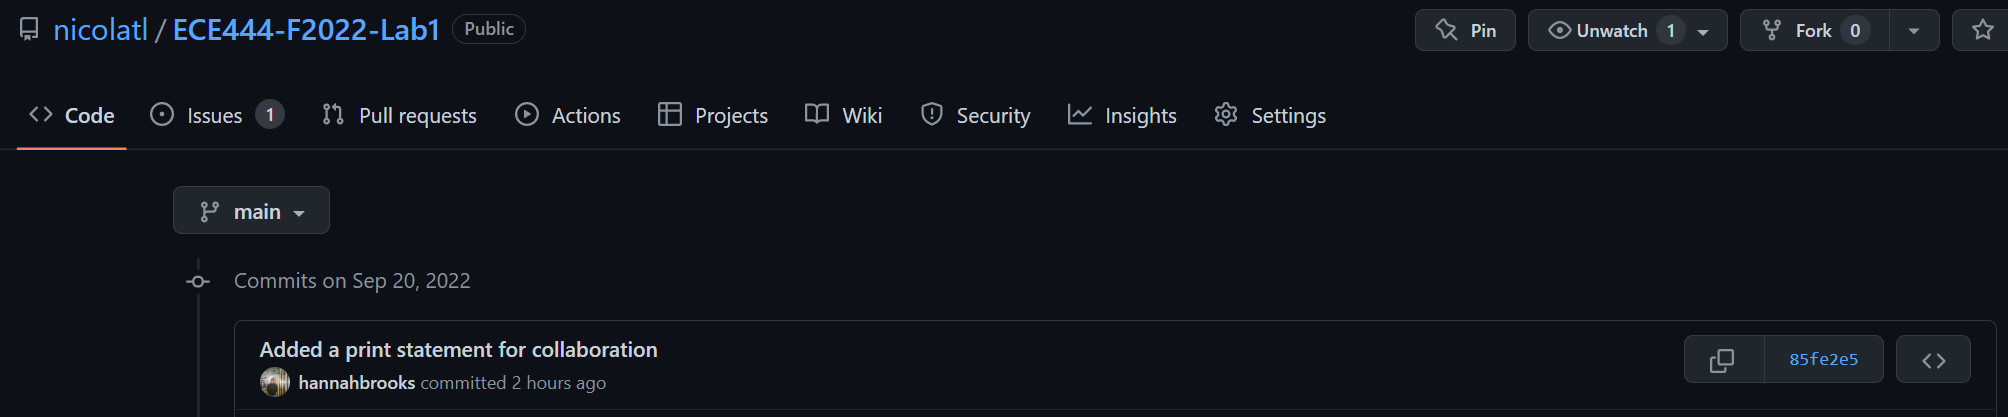 nicolatl / ECE444-F2022-Lab1 Public Pin Unwatch 1 Fork 0
Code Issues 1 Pull requests Actions Projects Wiki Security Insights Settings
main
Commits on Sep 20, 2022
Added a print statement for collaboration
85fe2e5
hannahbrooks committed 2 hours ago